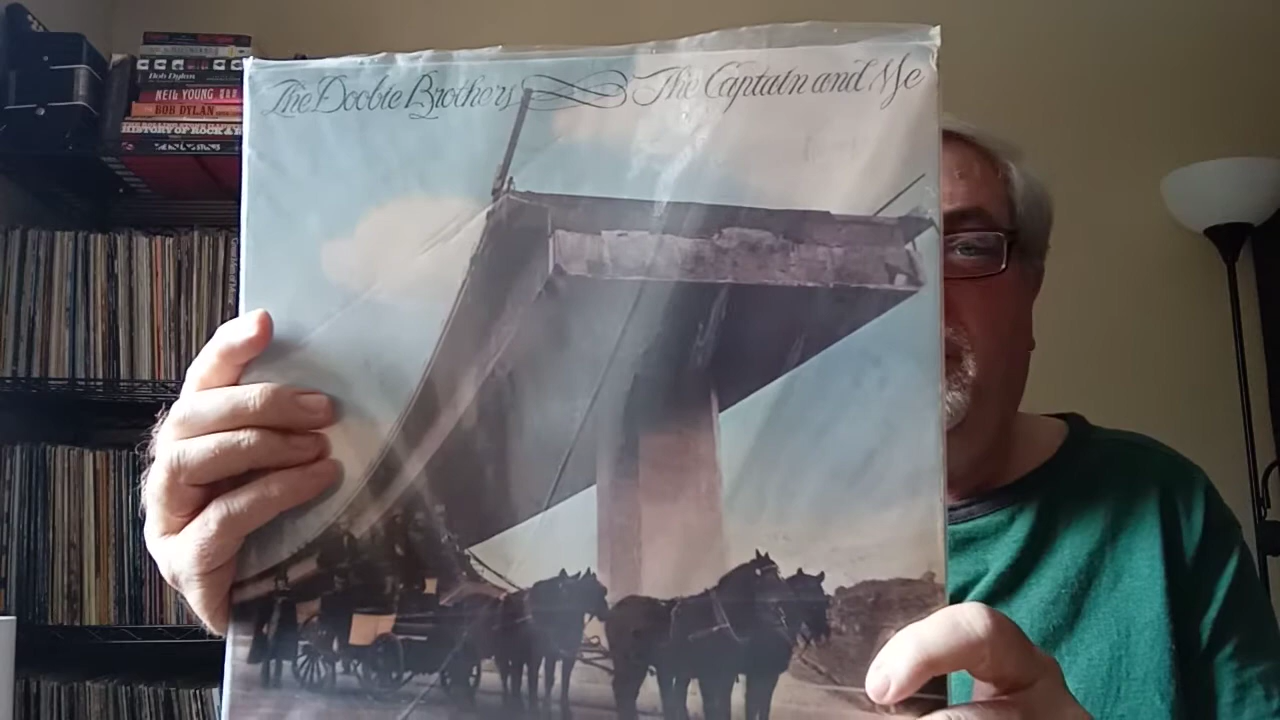 The Doobie Brothers The Captain and Me
Bob Dylan
NEIL YOUNG
BOB DYLAN
HISTORY OF ROCK &